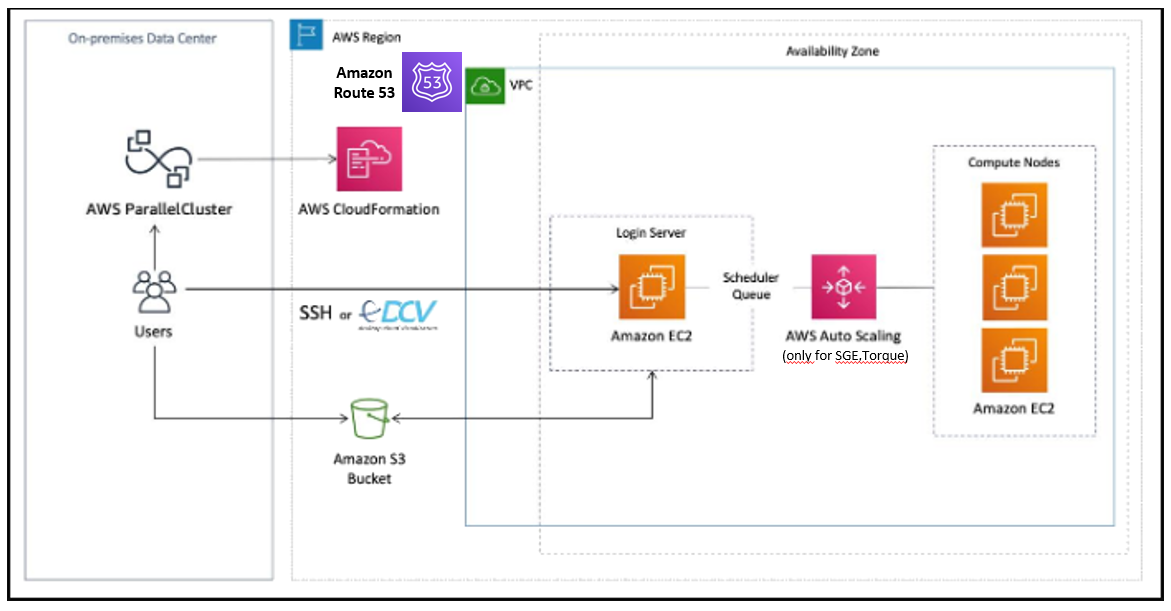 On-premises Data Center
AWS Region
Availability Zone
Amazon
Route 53
53
VPC
Compute Nodes
AWS ParallelCluster
AWS CloudFormation
Login Server
Scheduler
Queue
SSH or DCV
Users
Amazon EC2
AWS Auto Scaling
(only for SGE,Torque)
Amazon EC2
Amazon S3
Bucket